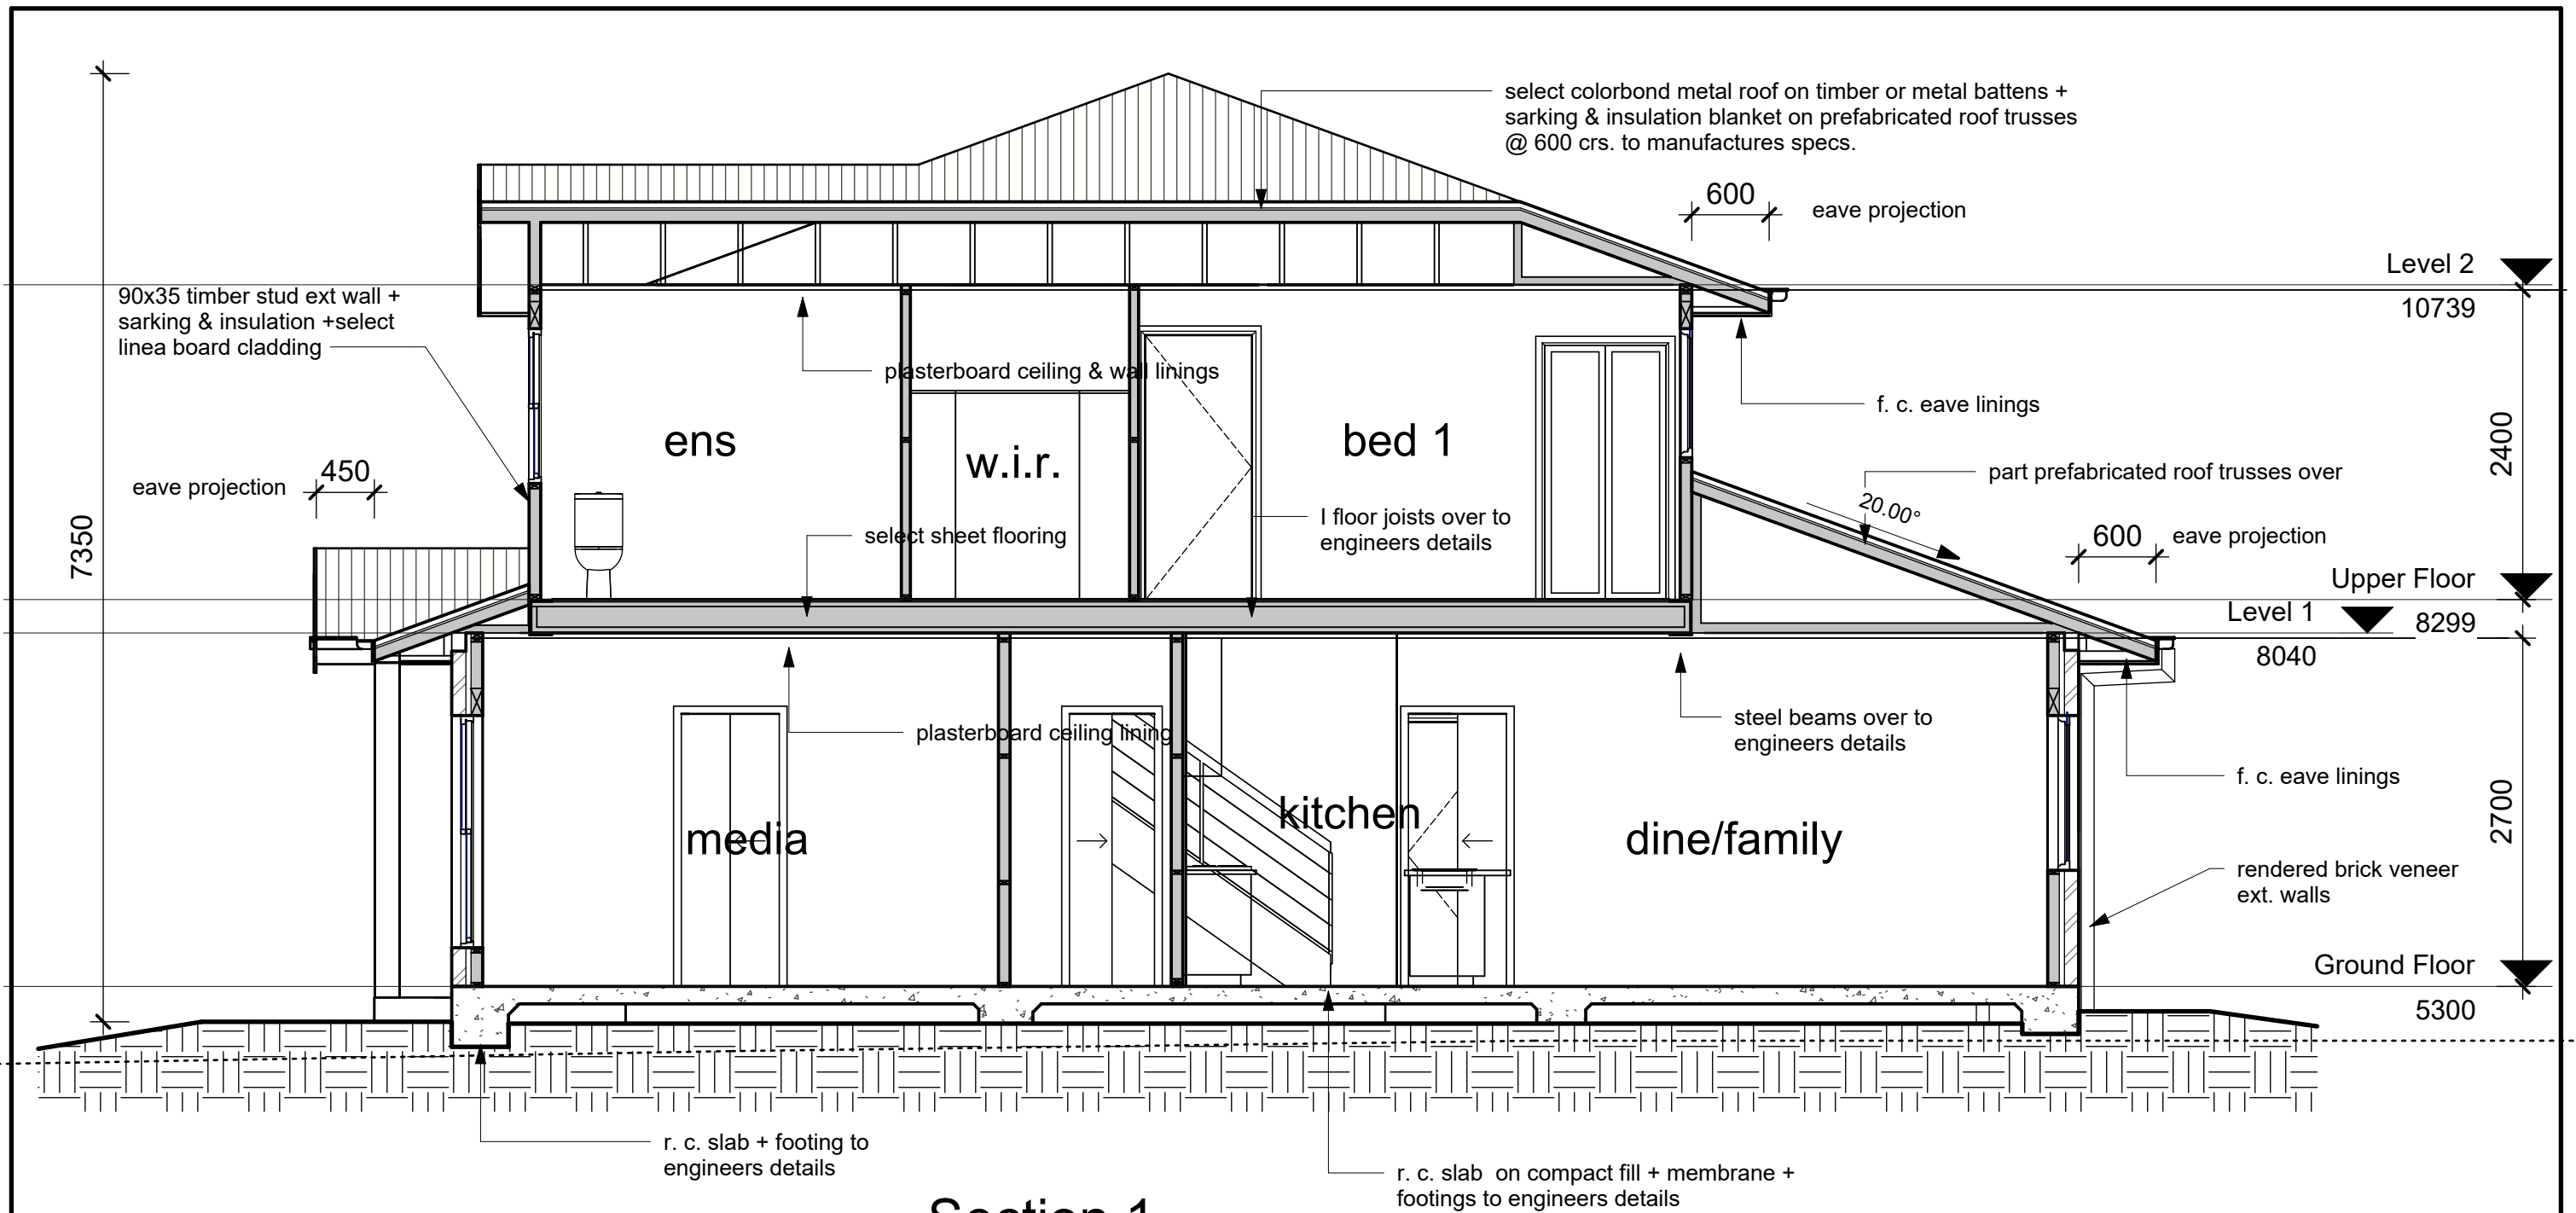 select colorbond metal roof on timber or metal battens +
sarking & insulation blanket on prefabricated roof trusses
@ 600 crs. to manufactures specs.
600
eave projection
Level 2
10739
90x35 timber stud ext wall +
sarking & insulation +select
linea board cladding
plasterboard ceiling & wall linings
f. c. eave linings
ens
w.i.r.
bed 1
2400
eave projection
450
part prefabricated roof trusses over
20.00°
7350
select sheet flooring
I floor joists over to
engineers details
600
eave projection
Upper Floor
8299
Level 1
8040
plasterboard ceiling lining
steel beams over to
engineers details
f. c. eave linings
media
kitchen
dine/family
2700
rendered brick veneer
ext. walls
Ground Floor
5300
r. c. slab + footing to
engineers details
r. c. slab on compact fill + membrane +
footings to engineers details
Section 1